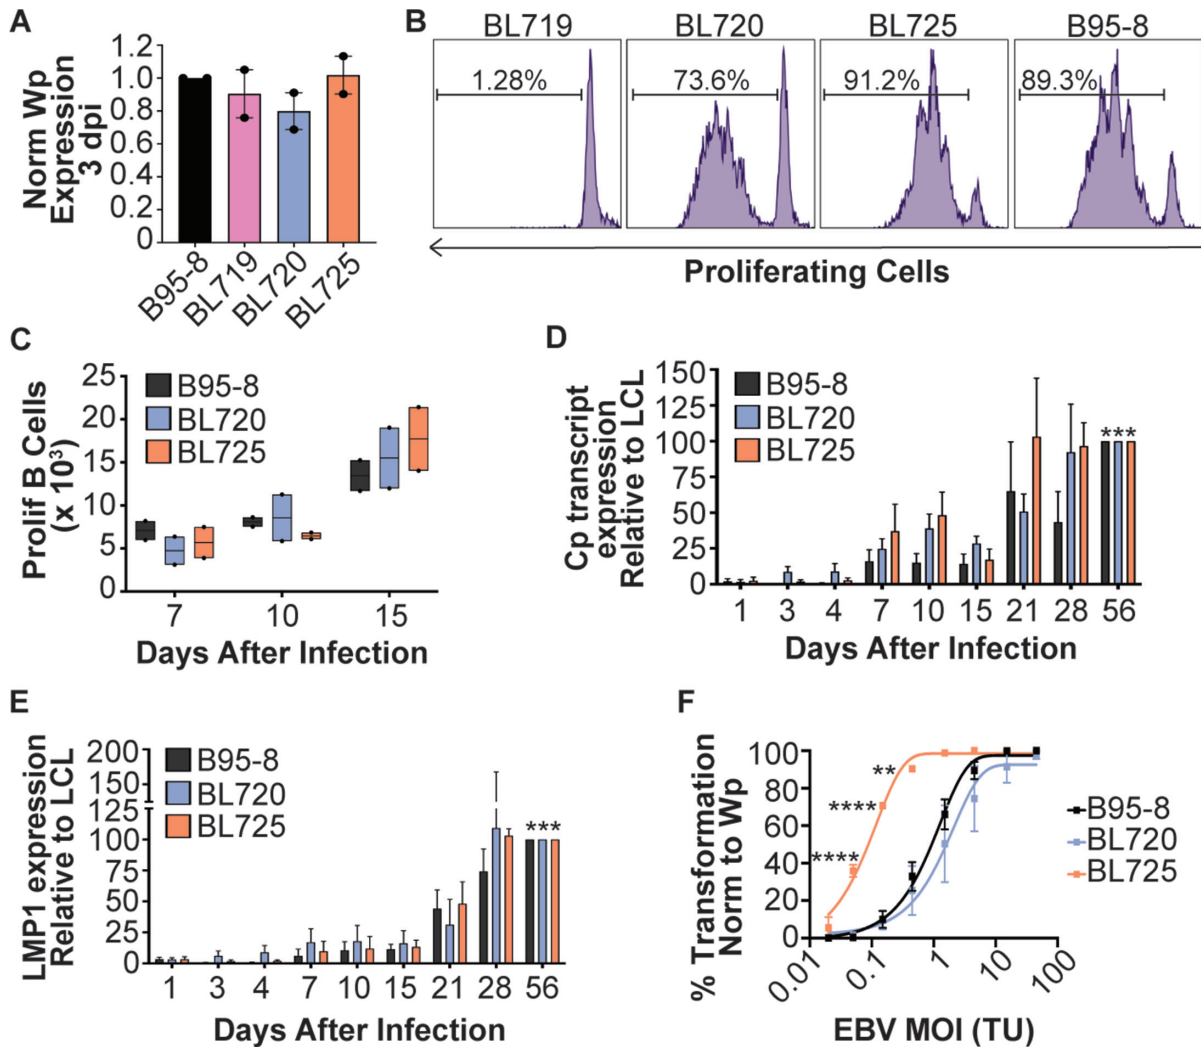 A
Norm Wp
Expression
3 dpi
1.2
1.0
0.8
0.6
0.4
0.2
0
B95-8
BL719
BL720
BL725
B
BL719
BL720
BL725
B95-8
1.28%
73.6%
91.2%
89.3%
Proliferating Cells
C
Prolif B Cells
(x 10³)
25
20
15
10
5
0
B95-8
BL720
BL725
7
10
15
Days After Infection
D
Cp transcript
expression
Relative to LCL
150
125
100
75
50
25
0
B95-8
BL720
BL725
***
1
3
4
7
10
15
21
28
56
Days After Infection
E
LMP1 expression
Relative to LCL
200
150
125
100
75
50
25
0
B95-8
BL720
BL725
***
1
3
4
7
10
15
21
28
56
Days After Infection
F
% Transformation
Norm to Wp
100
80
60
40
20
0
**
****
****
B95-8
BL720
BL725
0.01
0.1
1
10
100
EBV MOI (TU)